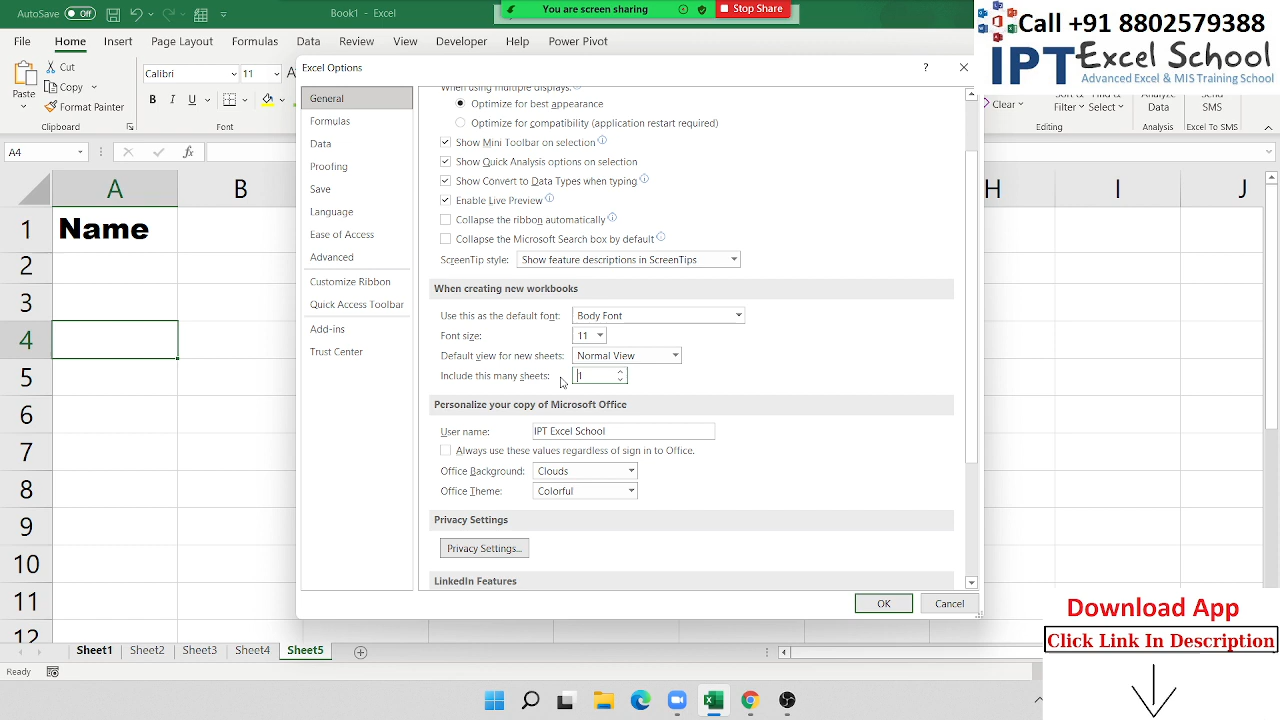 AutoSave Off
Book1 - Excel
You are screen sharing
Stop Share
Call +91 8802579388
IPT Excel School
Advanced Excel & MIS Training School
File
Home
Insert
Page Layout
Formulas
Review
View
Developer
Help
Power Pivot
Paste
Cut
Copy
Format Painter
Clipboard
Calibri
11
B I U
Font
Clear
Sort &
Filter
Find &
Select
Editing
Analyze
Data
Analysis
Send
SMS
Excel To SMS
A4
fx
A B H I J
1 Name
2
3
4
5
6
7
8
9
10
11
12
Excel Options
General
Formulas
Data
Proofing
Save
Language
Ease of Access
Advanced
Customize Ribbon
Quick Access Toolbar
Add-ins
Trust Center
When using multiple displays:
Optimize for best appearance
Optimize for compatibility (application restart required)
Show Mini Toolbar on selection
Show Quick Analysis options on selection
Show Convert to Data Types when typing
Enable Live Preview
Collapse the ribbon automatically
Collapse the Microsoft Search box by default
ScreenTip style: Show feature descriptions in ScreenTips
When creating new workbooks
Use this as the default font: Body Font
Font size: 11
Default view for new sheets: Normal View
Include this many sheets: 1
Personalize your copy of Microsoft Office
User name: IPT Excel School
Always use these values regardless of sign in to Office.
Office Background: Clouds
Office Theme: Colorful
Privacy Settings
Privacy Settings...
LinkedIn Features
OK
Cancel
Sheet1
Sheet2
Sheet3
Sheet4
Sheet5
Ready
Download App
Click Link In Description